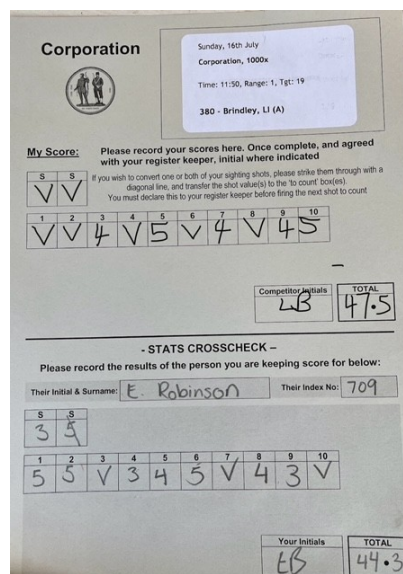 Corporation
Sunday, 16th July
Corporation, 1000x
Time: 11:50, Range: 1, Tgt: 19
380 - Brindley, LI (A)
My Score:
Please record your scores here. Once complete, and agreed
with your register keeper, initial where indicated
S S
V V
If you wish to convert one or both of your sighting shots, please strike them through with a
diagonal line, and transfer the shot value(s) to the 'to count' box(es).
You must declare this to your register keeper before firing the next shot to count
1 2 3 4 5 6 7 8 9 10
V V 4 V 5 V 4 V 4 5
Competitor Initials
LB
TOTAL
47.5
- STATS CROSSCHECK –
Please record the results of the person you are keeping score for below:
Their Initial & Surname: E. Robinson
Their Index No: 709
S S
3 5
1 2 3 4 5 6 7 8 9 10
5 5 V 3 4 5 V 4 3 V
Your Initials
LB
TOTAL
44.3